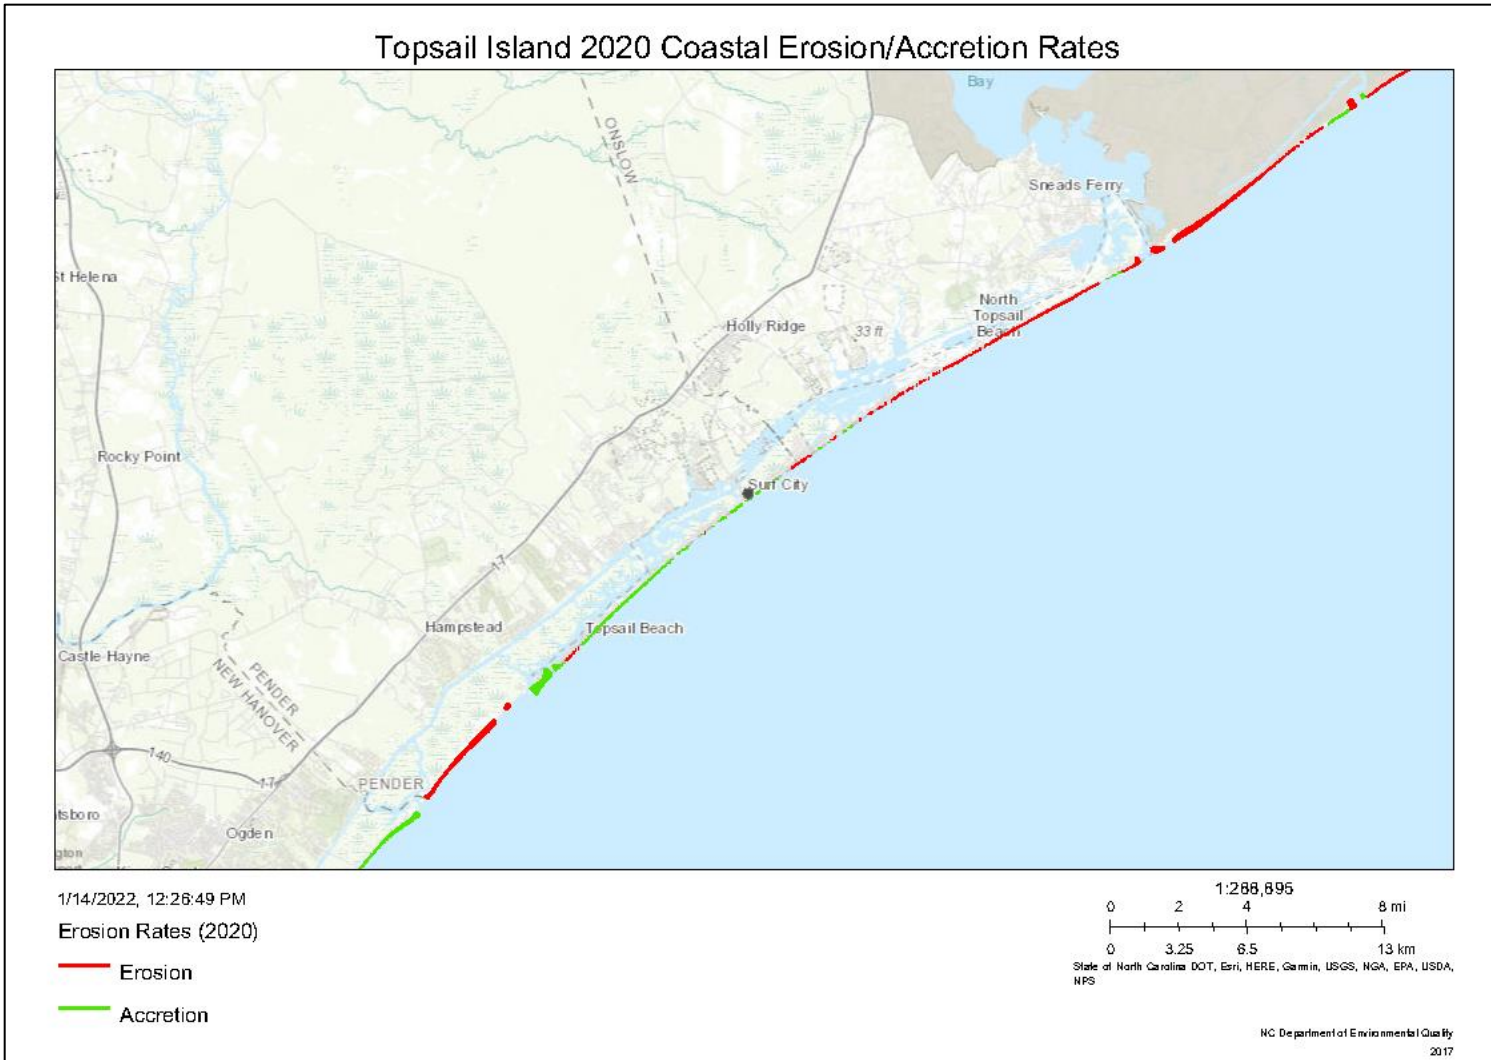 Topsail Island 2020 Coastal Erosion/Accretion Rates
Bay
ONSLOW
Sneads Ferry
St Helena
North
Topsail
Beach
Holly Ridge
33 ft
Rocky Point
Surf City
17
Hampstead
Topsail Beach
Castle Hayne
PENDER
NEW HANOVER
140
17
PENDER
tsboro
Ogden
gton
1/14/2022, 12:26:49 PM
Erosion Rates (2020)
Erosion
Accretion
1:288,895
0 2 4 8 mi
0 3.25 6.5 13 km
State of North Carolina DOT, Esri, HERE, Garmin, USGS, NGA, EPA, USDA,
NPS
NC Department of Environmental Quality
2017